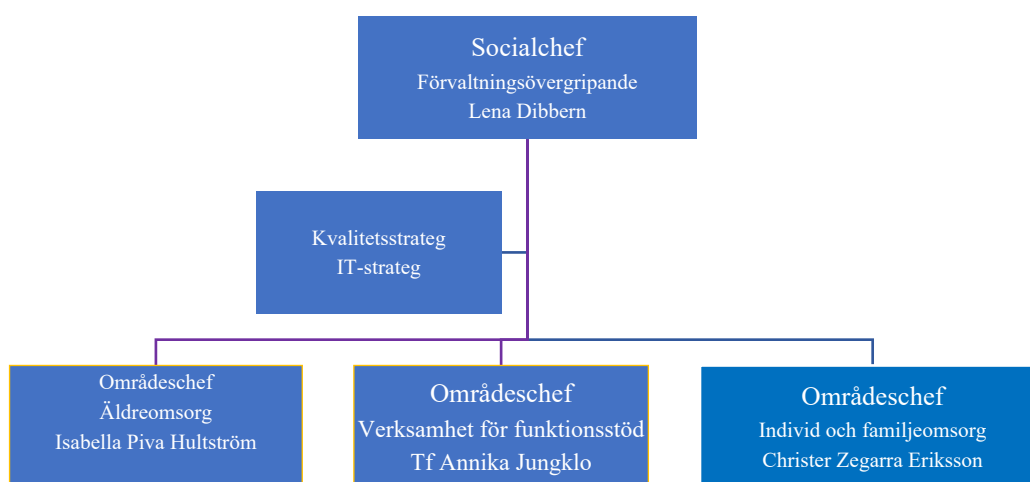 Socialchef
Förvaltningsövergripande
Lena Dibbern
Kvalitetsstrateg
IT-strateg
Områdeschef
Äldreomsorg
Isabella Piva Hultström
Områdeschef
Verksamhet för funktionsstöd
Tf Annika Jungklo
Områdeschef
Individ och familjeomsorg
Christer Zegarra Eriksson